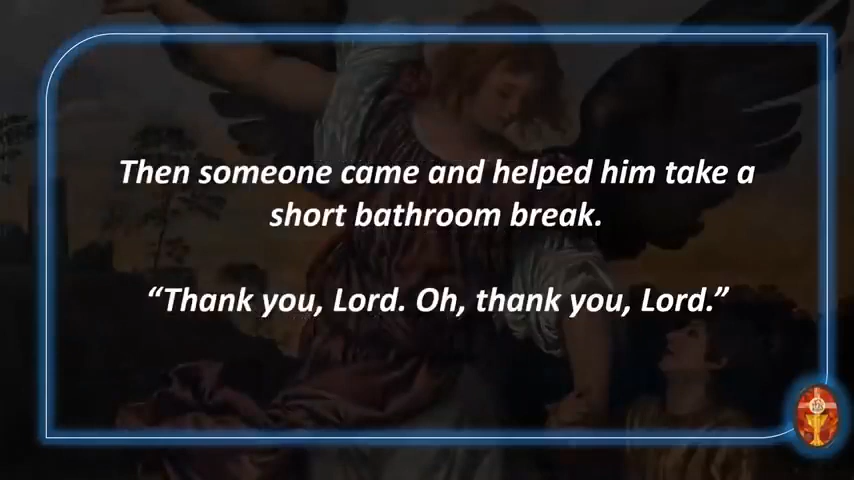 Then someone came and helped him take a
short bathroom break.
“Thank you, Lord. Oh, thank you, Lord.”